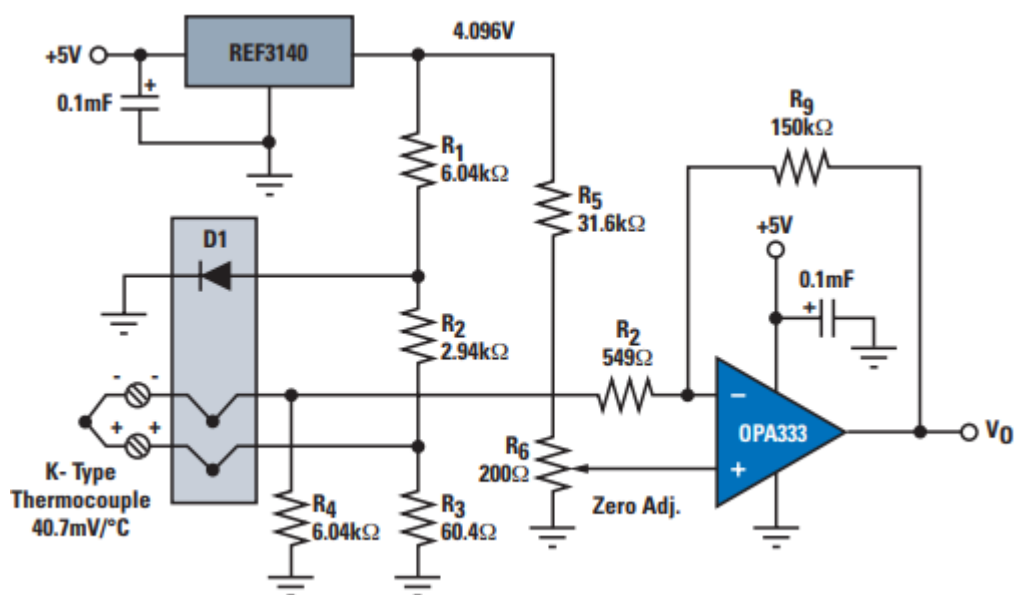 4.096V
+5V
REF3140
+
0.1mF
R9
150kΩ
R1
6.04kΩ
R5
31.6kΩ
D1
+5V
0.1mF
+
R2
2.94kΩ
R2
549Ω
- -
−
OPA333
VO
+ +
R6
200Ω
+
K- Type
Thermocouple
40.7mV/°C
R4
6.04kΩ
R3
60.4Ω
Zero Adj.